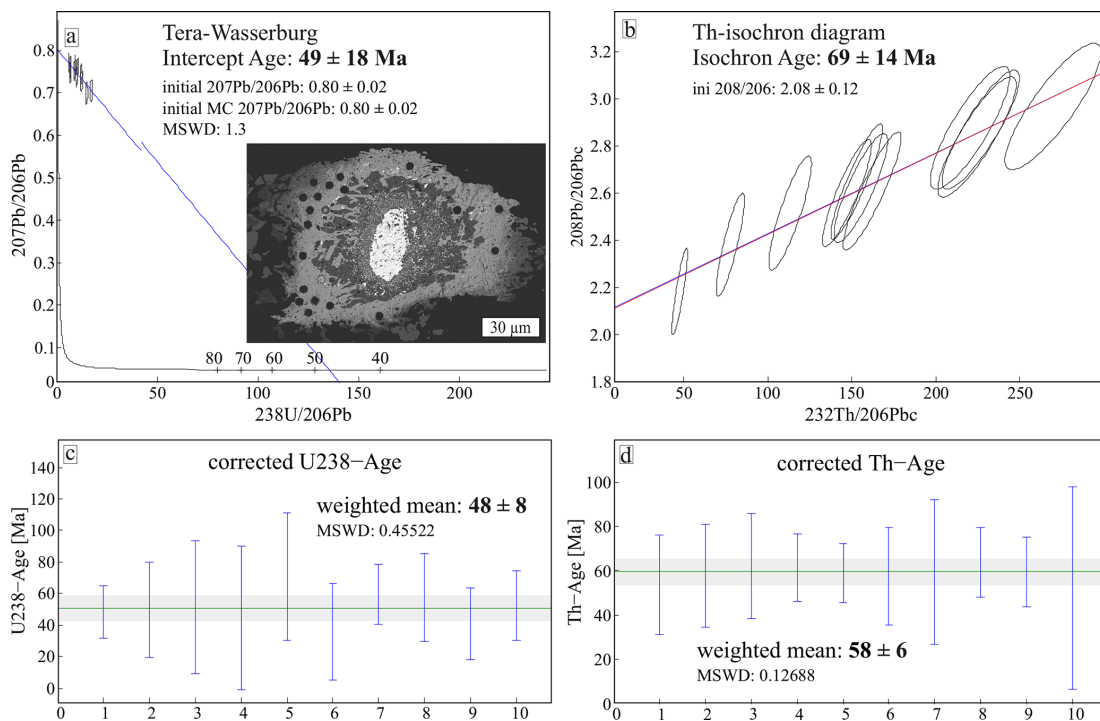 a
Tera-Wasserburg
Intercept Age: 49 ± 18 Ma
initial 207Pb/206Pb: 0.80 ± 0.02
initial MC 207Pb/206Pb: 0.80 ± 0.02
MSWD: 1.3
0.8
0.7
0.6
0.5
0.4
0.3
0.2
0.1
0
207Pb/206Pb
30 µm
80 70 60 50 40
0 50 100 150 200
238U/206Pb
b
Th-isochron diagram
Isochron Age: 69 ± 14 Ma
ini 208/206: 2.08 ± 0.12
3.2
3.0
2.8
2.6
2.4
2.2
2.0
1.8
208Pb/206Pbc
0 50 100 150 200 250
232Th/206Pbc
c
corrected U238−Age
weighted mean: 48 ± 8
MSWD: 0.45522
140
120
100
80
60
50
40
20
0
U238−Age [Ma]
0 1 2 3 4 5 6 7 8 9 10
d
corrected Th−Age
100
80
60
40
20
0
Th−Age [Ma]
weighted mean: 58 ± 6
MSWD: 0.12688
0 1 2 3 4 5 6 7 8 9 10